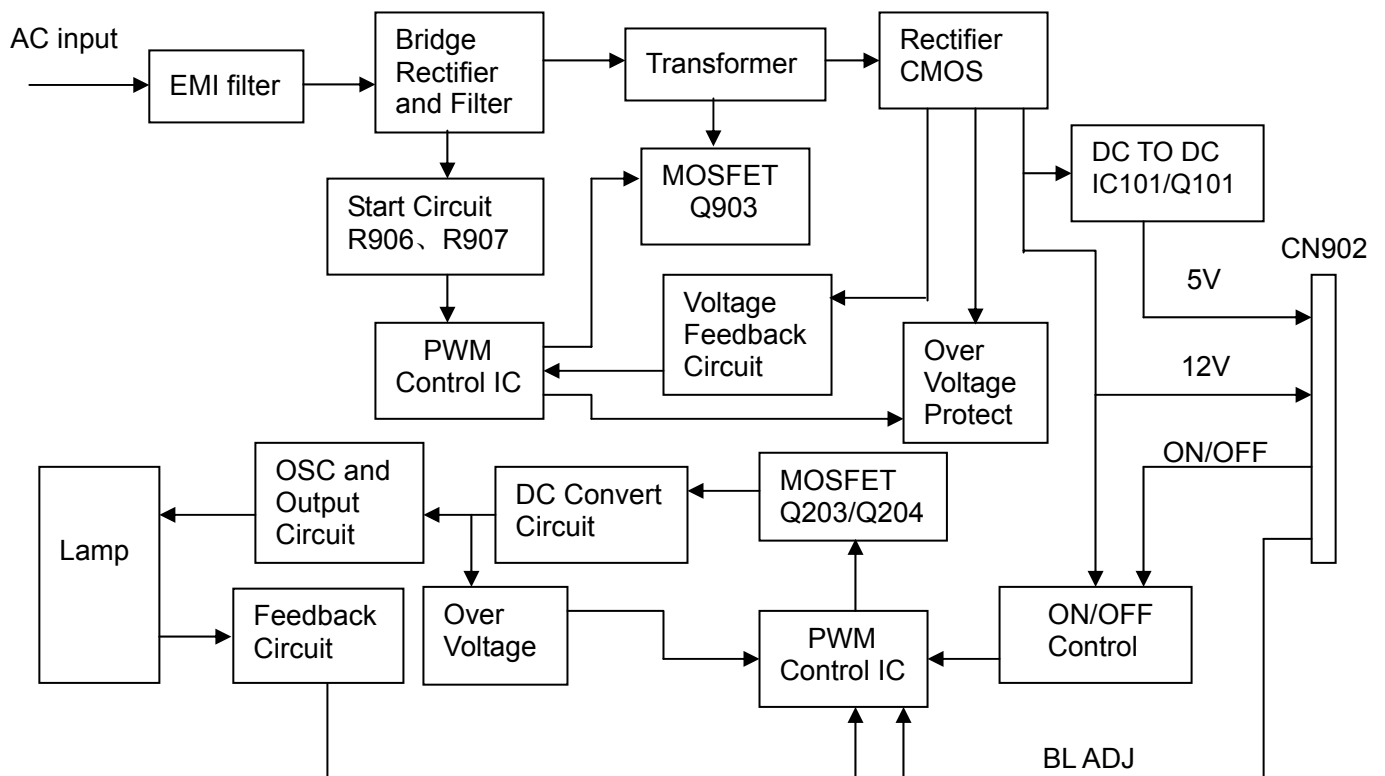 AC input
EMI filter
Bridge
Rectifier
and Filter
Transformer
Rectifier
CMOS
DC TO DC
IC101/Q101
MOSFET
Q903
Start Circuit
R906、R907
CN902
5V
Voltage
Feedback
Circuit
PWM
Control IC
Over
Voltage
Protect
12V
ON/OFF
OSC and
Output
Circuit
DC Convert
Circuit
MOSFET
Q203/Q204
Lamp
Feedback
Circuit
Over
Voltage
PWM
Control IC
ON/OFF
Control
BL ADJ